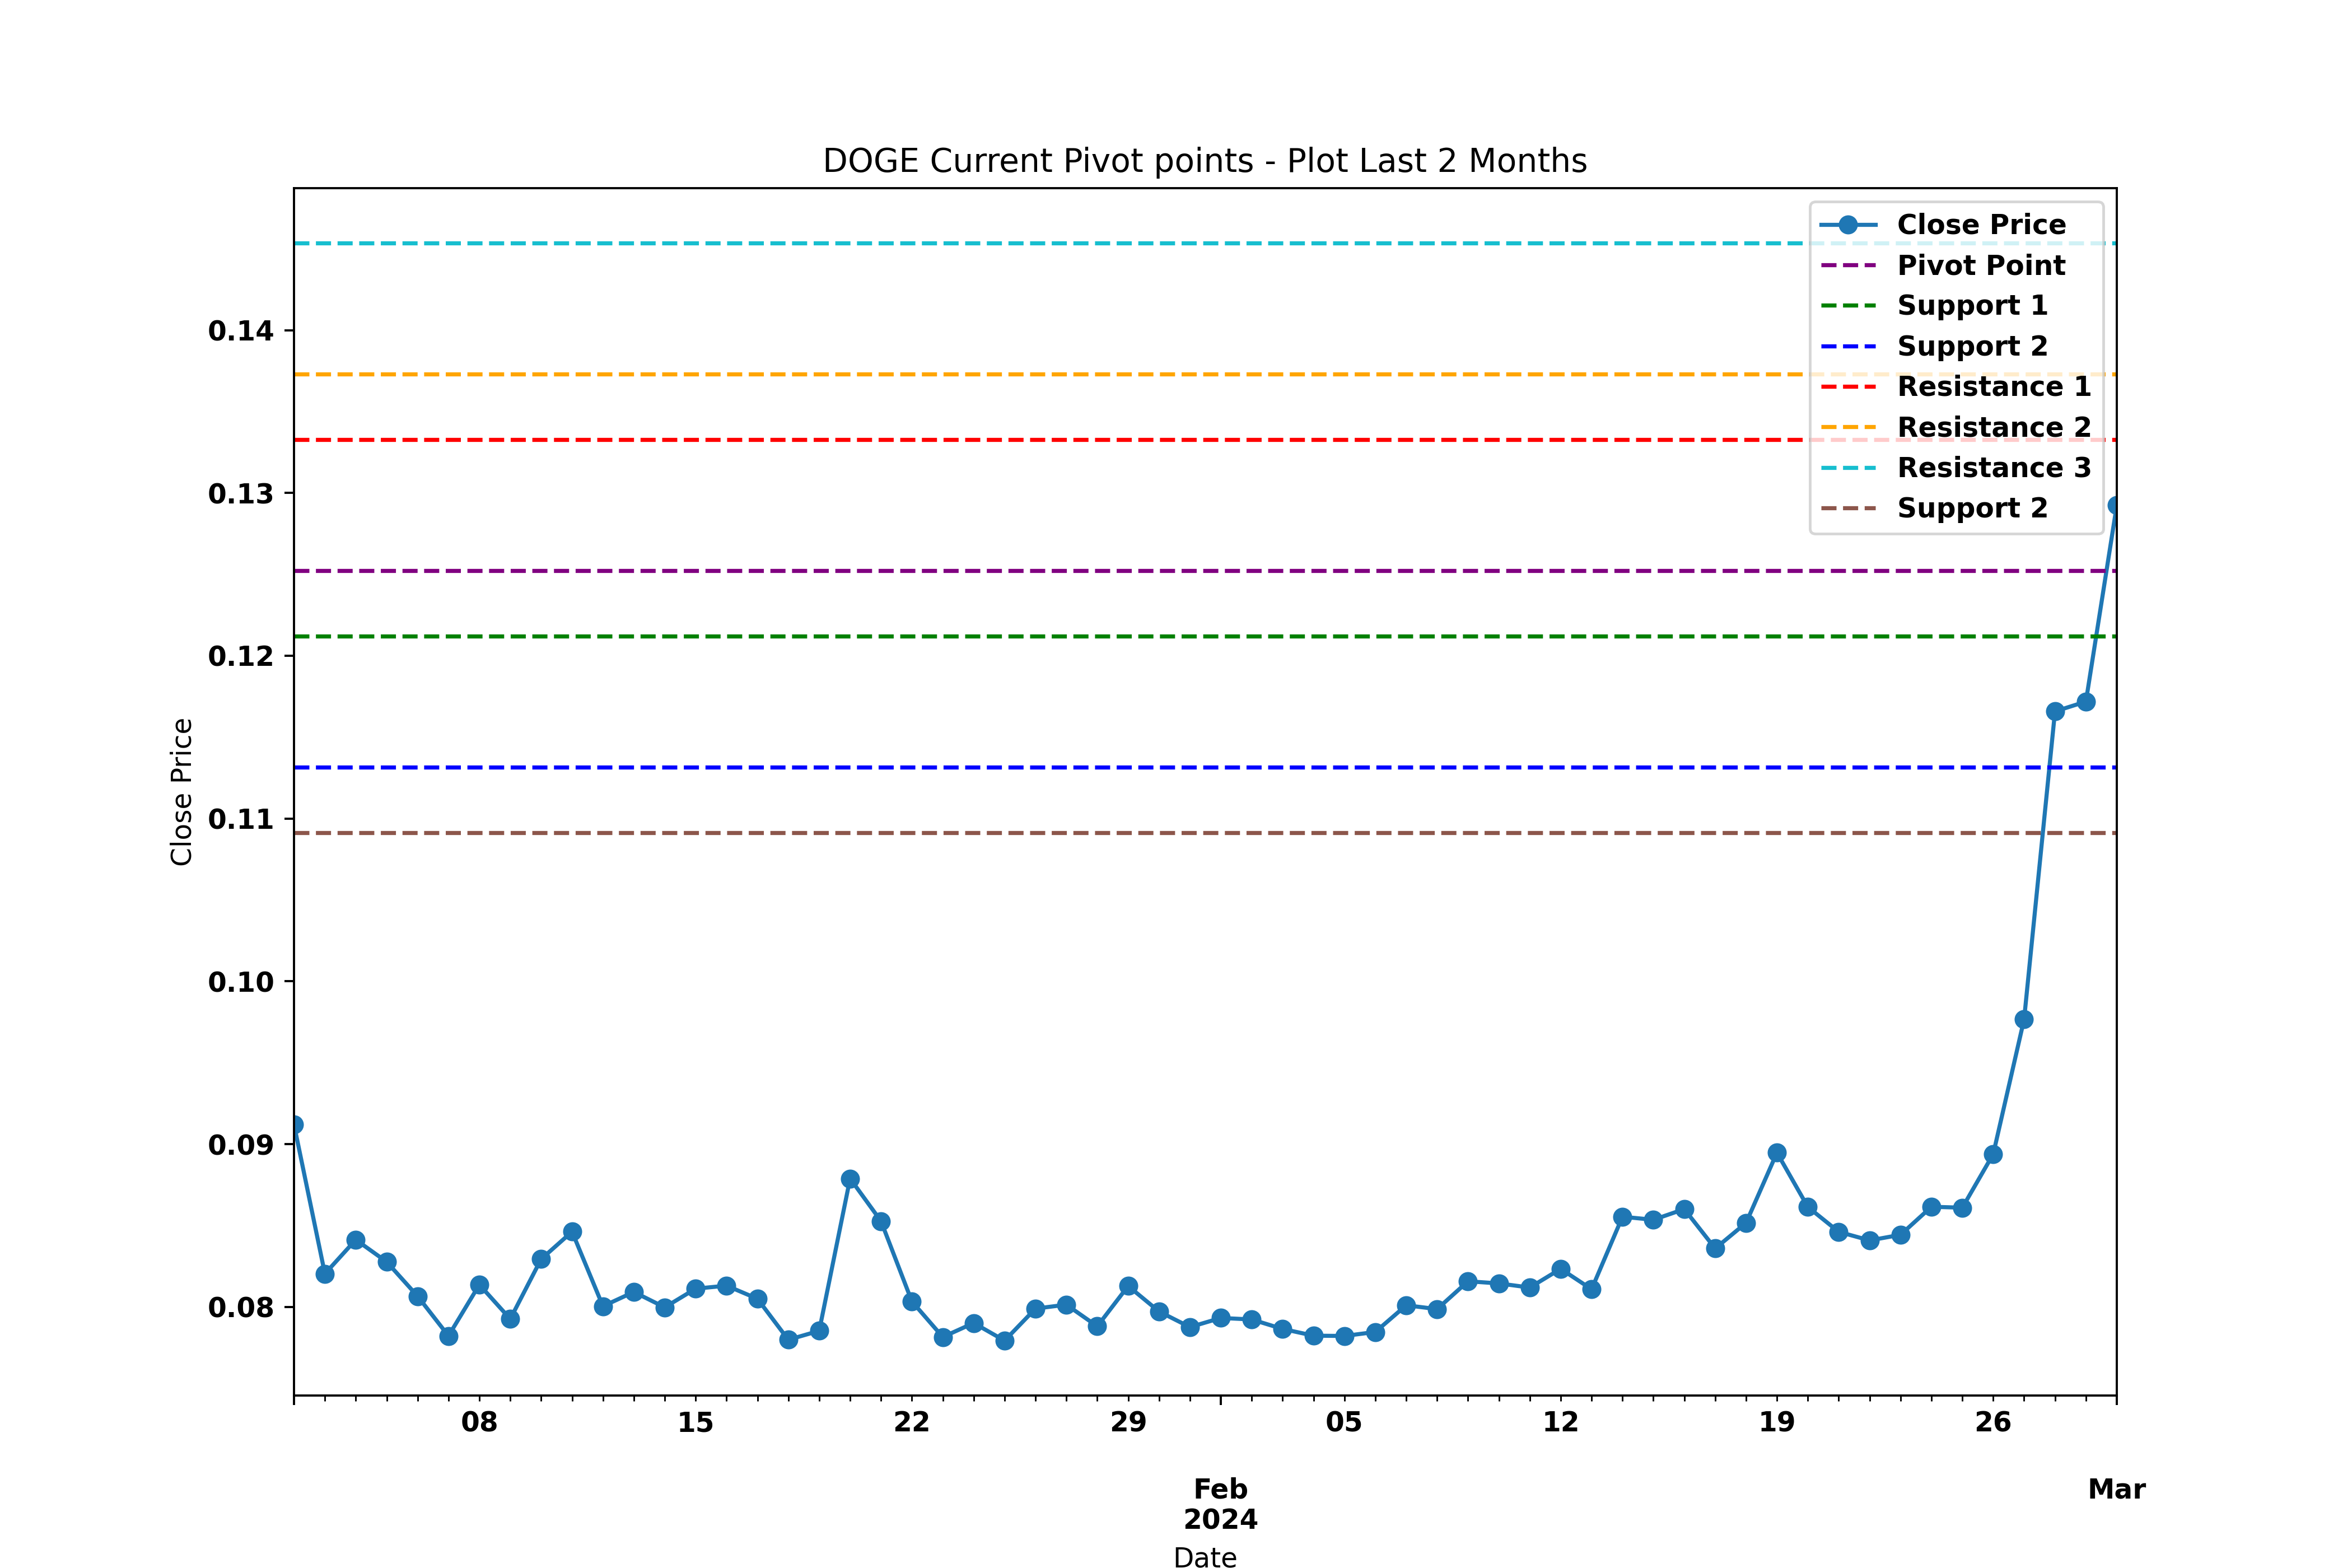 DOGE Current Pivot points - Plot Last 2 Months
Close Price
Pivot Point
Support 1
Support 2
Resistance 1
Resistance 2
Resistance 3
Support 2
0.14
0.13
0.12
0.11
0.10
0.09
0.08
Close Price
08 15 22 29 05 12 19 26
Feb Mar
2024
Date